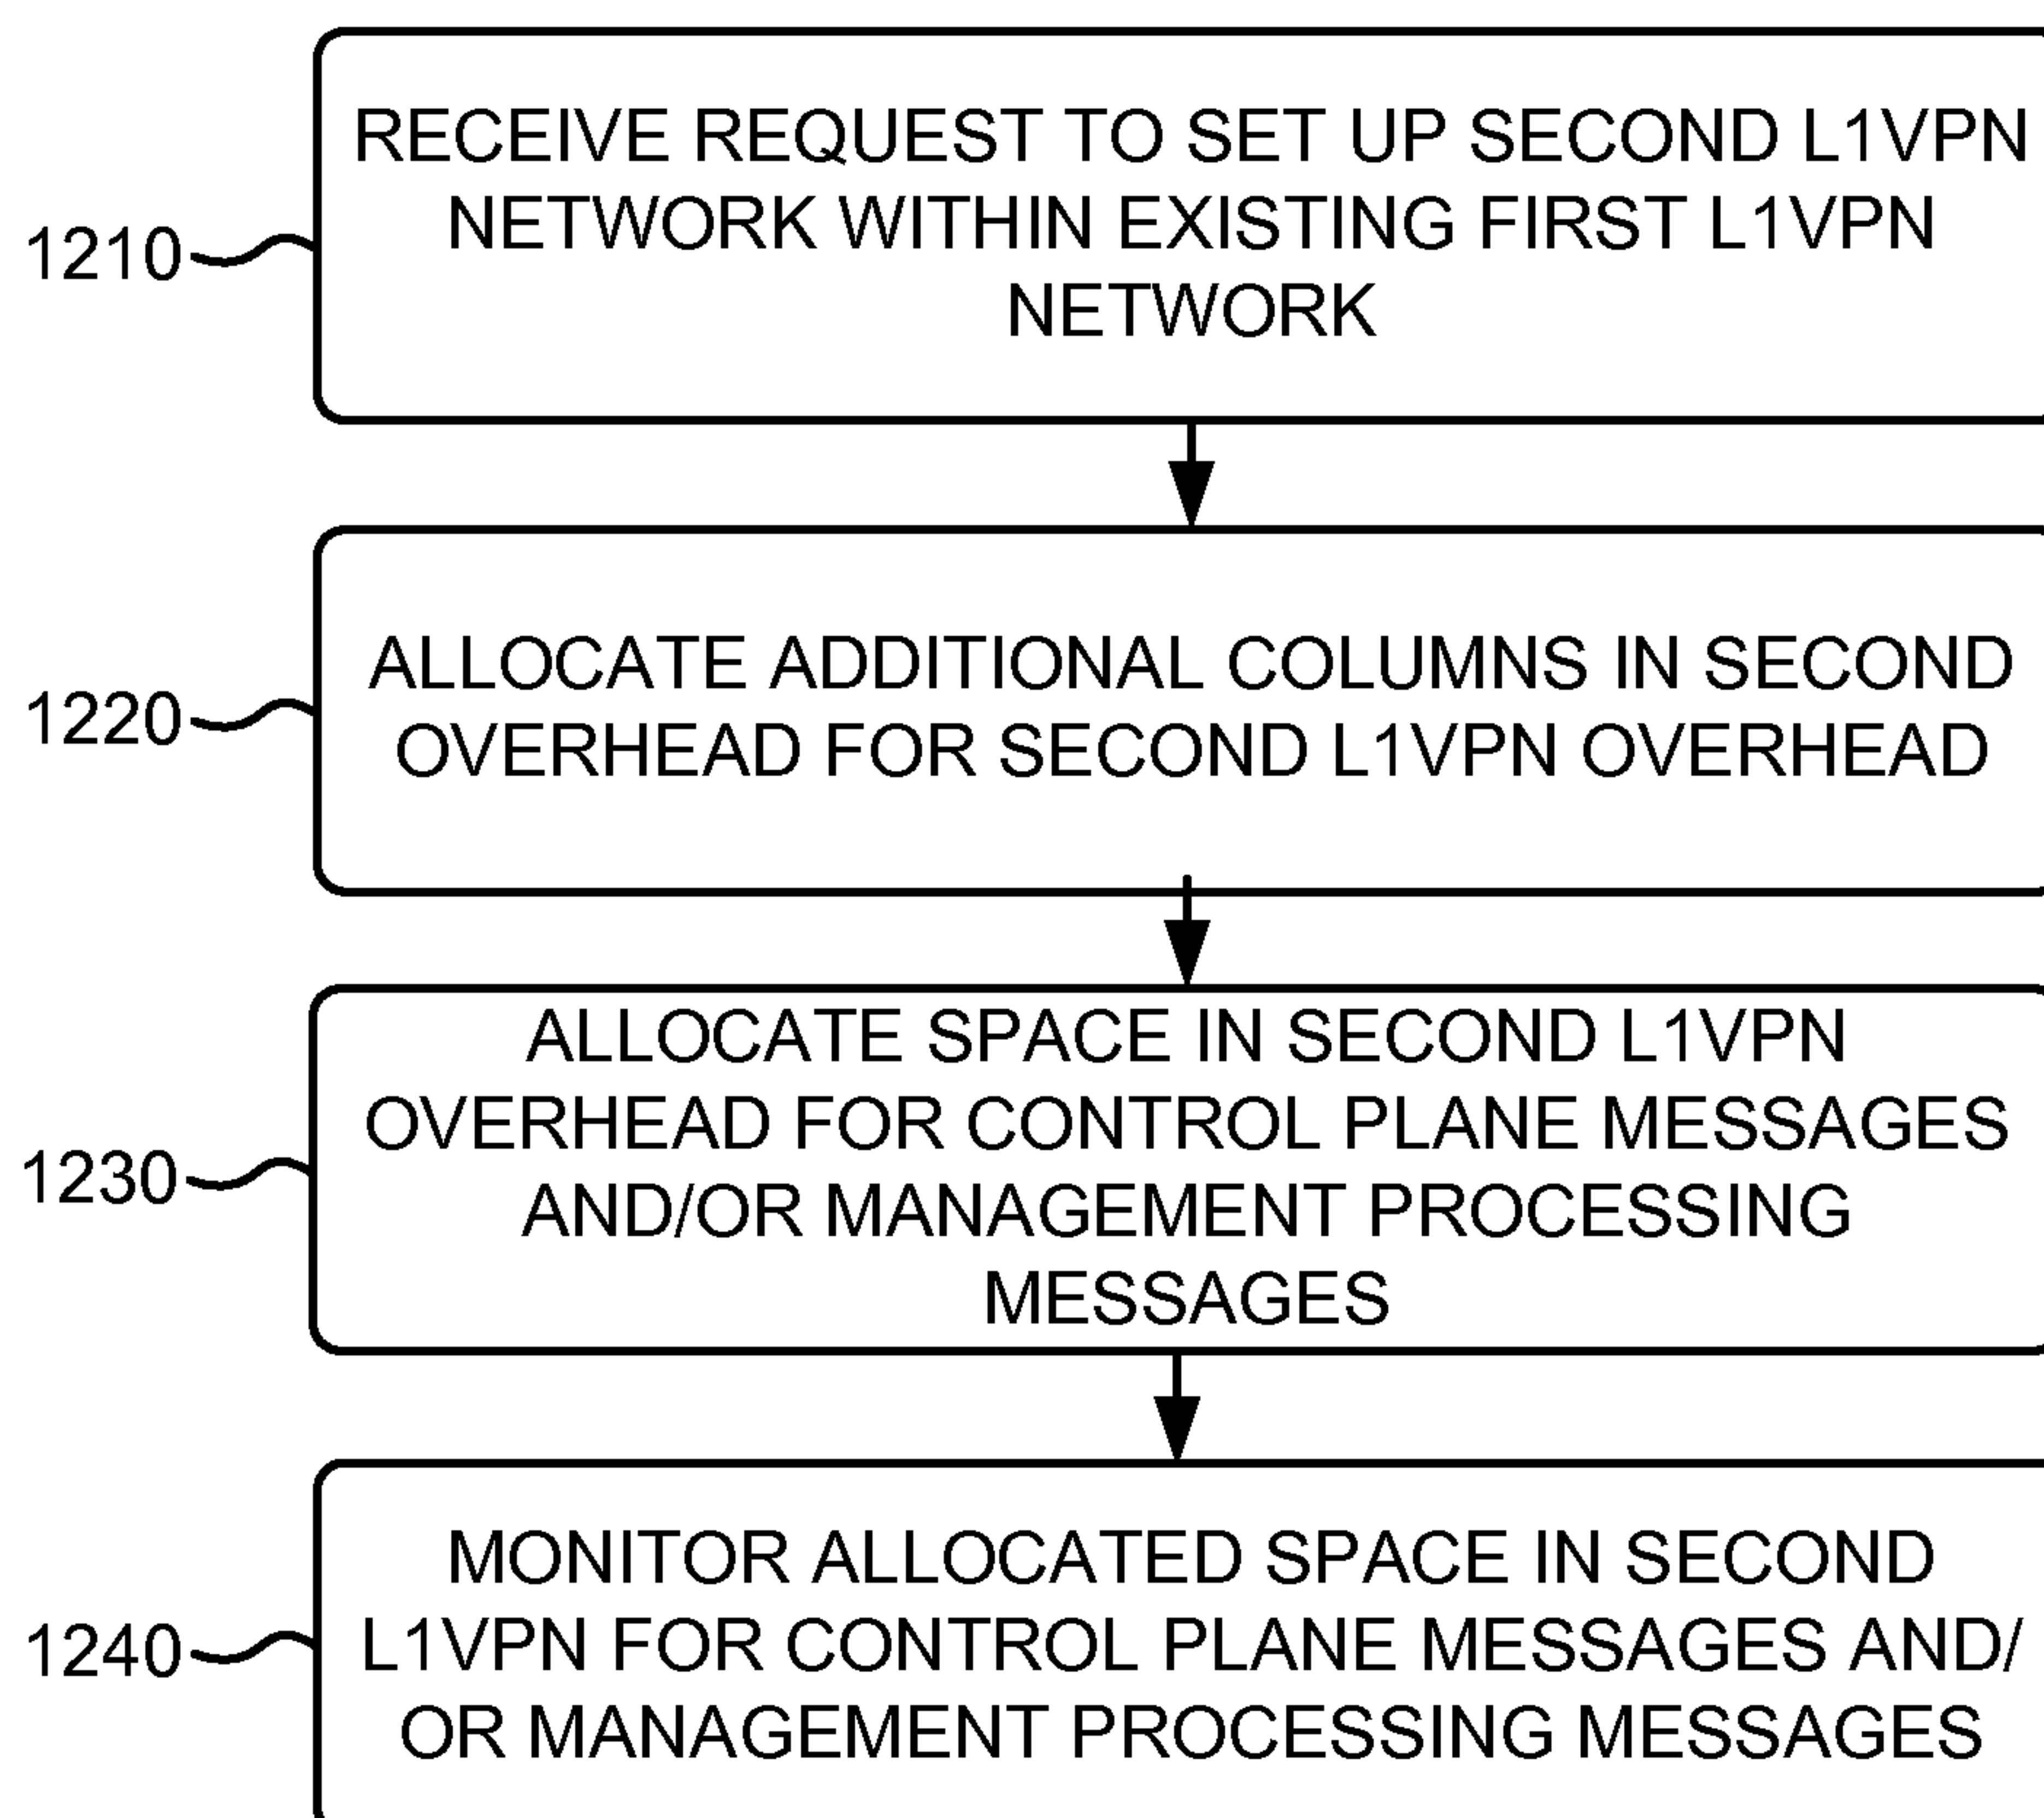 RECEIVE REQUEST TO SET UP SECOND L1VPN
NETWORK WITHIN EXISTING FIRST L1VPN
NETWORK
1210
ALLOCATE ADDITIONAL COLUMNS IN SECOND
OVERHEAD FOR SECOND L1VPN OVERHEAD
1220
ALLOCATE SPACE IN SECOND L1VPN
OVERHEAD FOR CONTROL PLANE MESSAGES
AND/OR MANAGEMENT PROCESSING
MESSAGES
1230
MONITOR ALLOCATED SPACE IN SECOND
L1VPN FOR CONTROL PLANE MESSAGES AND/
OR MANAGEMENT PROCESSING MESSAGES
1240